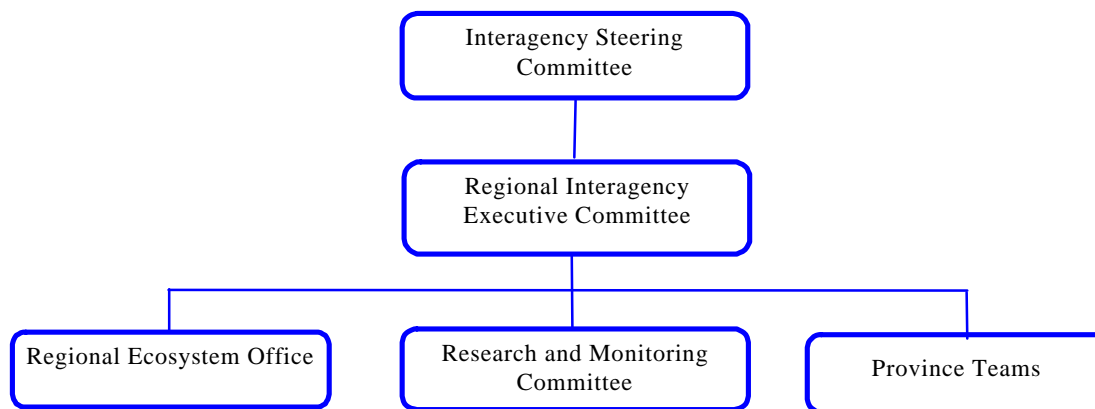 Interagency Steering
Committee
Regional Interagency
Executive Committee
Regional Ecosystem Office
Research and Monitoring
Committee
Province Teams